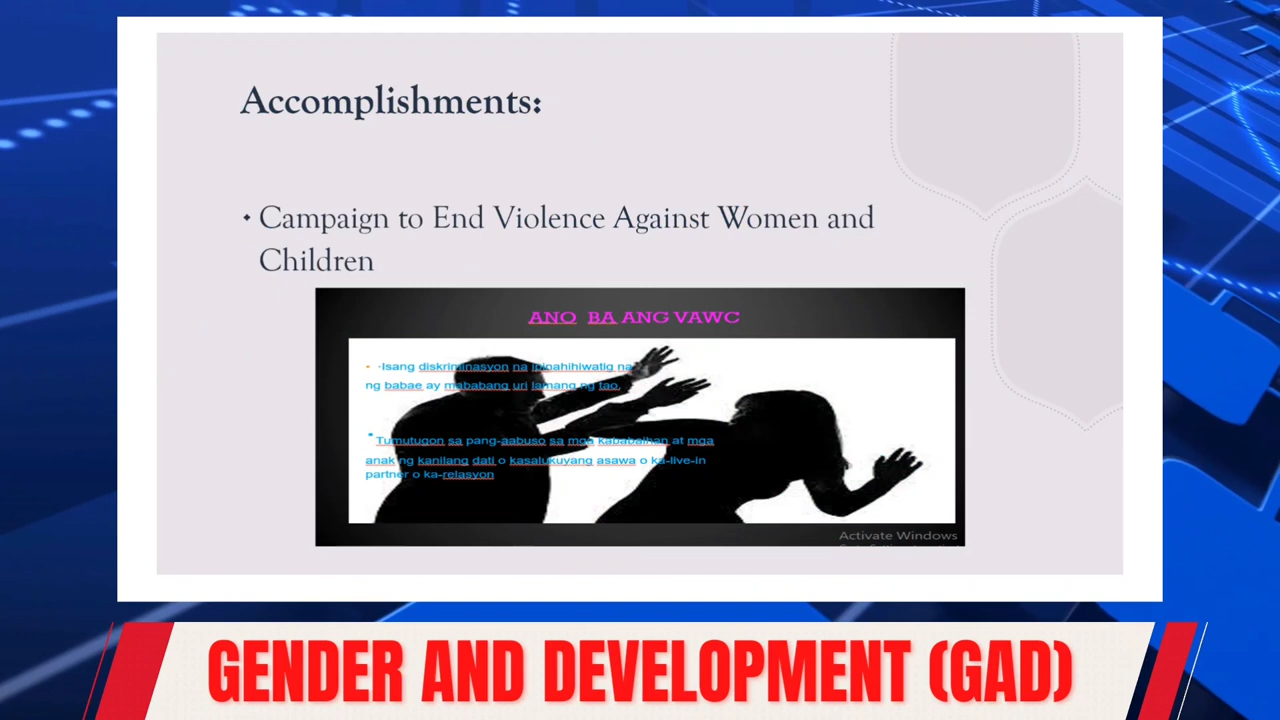 Accomplishments:
• Campaign to End Violence Against Women and
Children
ANO BA ANG VAWC
• ·Isang diskriminasyon na ipinahihiwatig na
ng babae ay mababang uri lamang ng tao.
Tumutugon sa pang-aabuso sa mga kababaihan at mga
anak ng kanilang dati o kasalukuyang asawa o ka-live-in
partner o ka-relasyon
Activate Windows
GENDER AND DEVELOPMENT (GAD)